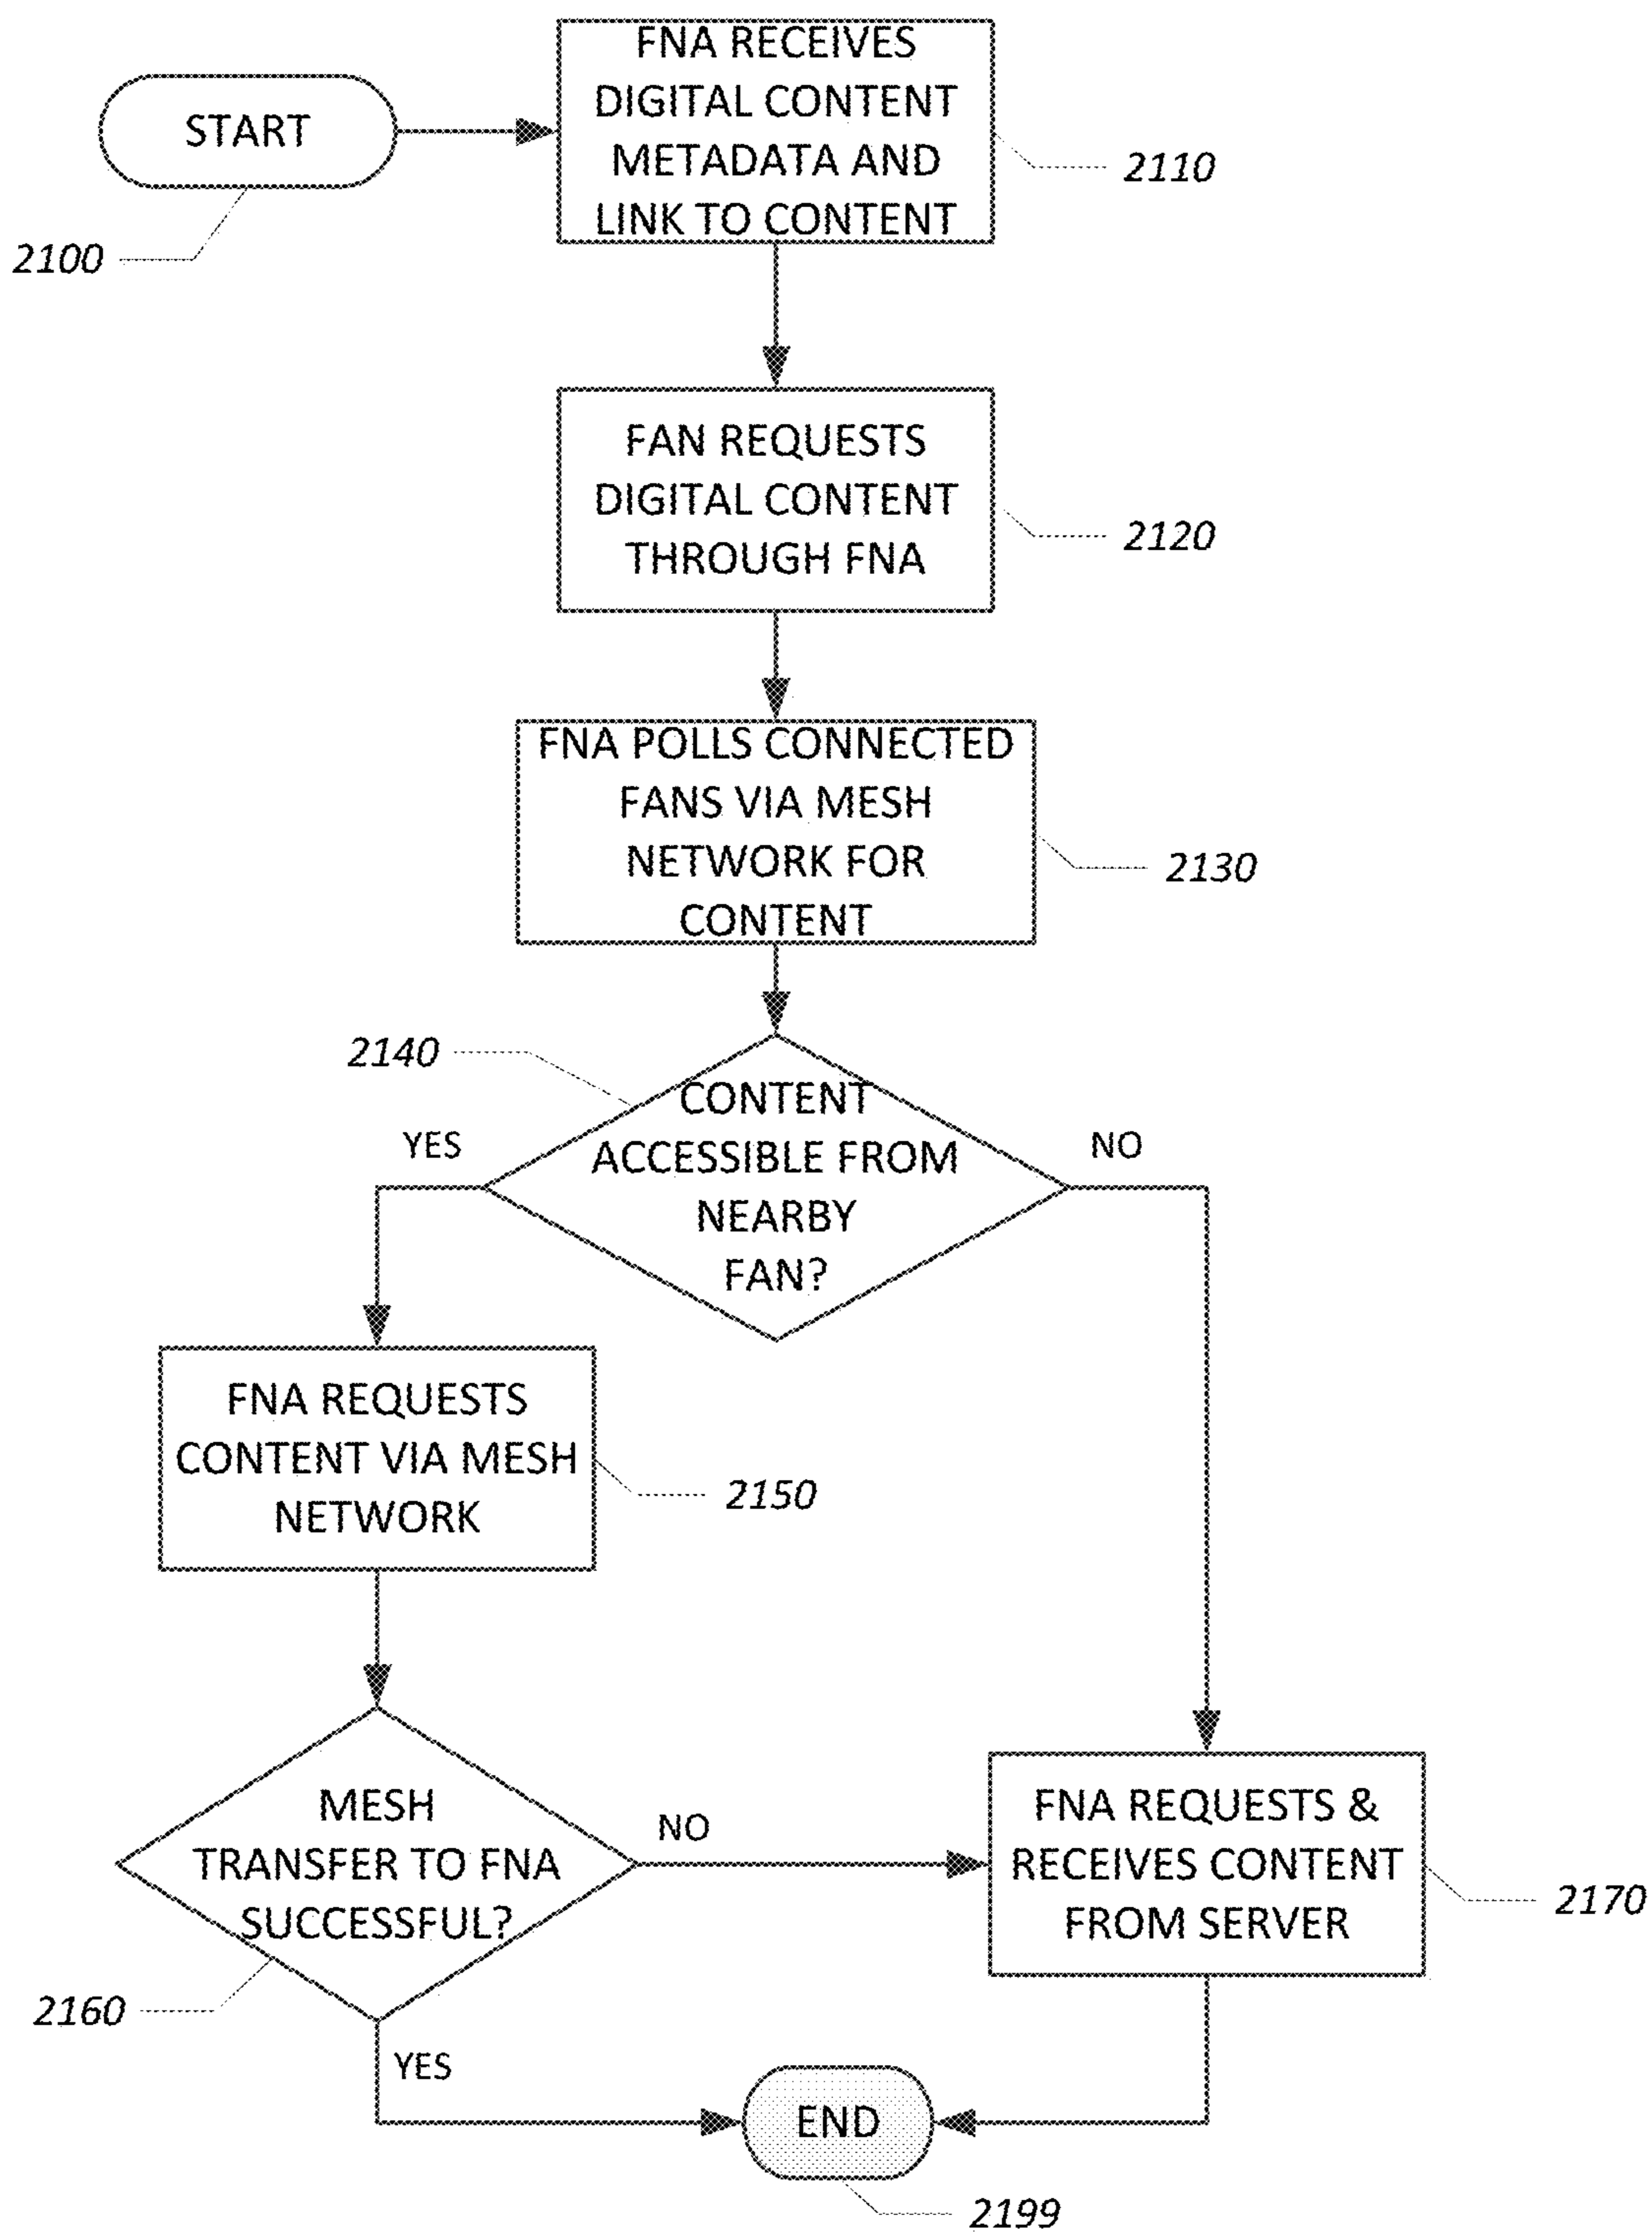 START
2100
FNA RECEIVES
DIGITAL CONTENT
METADATA AND
LINK TO CONTENT
2110
FAN REQUESTS
DIGITAL CONTENT
THROUGH FNA
2120
FNA POLLS CONNECTED
FANS VIA MESH
NETWORK FOR
CONTENT
2130
2140
CONTENT
ACCESSIBLE FROM
NEARBY
FAN?
YES
NO
FNA REQUESTS
CONTENT VIA MESH
NETWORK
2150
MESH
TRANSFER TO FNA
SUCCESSFUL?
2160
NO
YES
FNA REQUESTS &
RECEIVES CONTENT
FROM SERVER
2170
END
2199